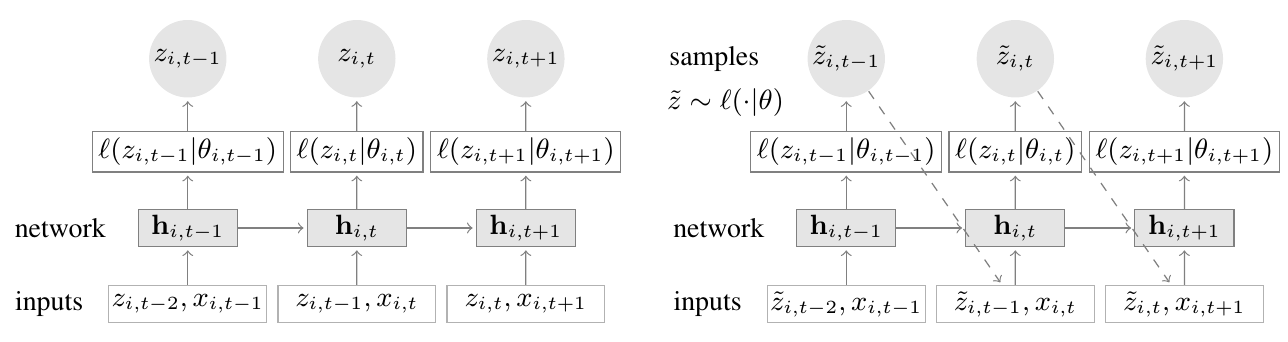 z_{i,t−1} z_{i,t} z_{i,t+1}
ℓ(z_{i,t−1}|θ_{i,t−1}) ℓ(z_{i,t}|θ_{i,t}) ℓ(z_{i,t+1}|θ_{i,t+1})
network h_{i,t−1} h_{i,t} h_{i,t+1}
inputs z_{i,t−2}, x_{i,t−1} z_{i,t−1}, x_{i,t} z_{i,t}, x_{i,t+1}
samples z̃_{i,t−1} z̃_{i,t} z̃_{i,t+1}
z̃ ∼ ℓ(·|θ)
ℓ(z_{i,t−1}|θ_{i,t−1}) ℓ(z_{i,t}|θ_{i,t}) ℓ(z_{i,t+1}|θ_{i,t+1})
network h_{i,t−1} h_{i,t} h_{i,t+1}
inputs z̃_{i,t−2}, x_{i,t−1} z̃_{i,t−1}, x_{i,t} z̃_{i,t}, x_{i,t+1}